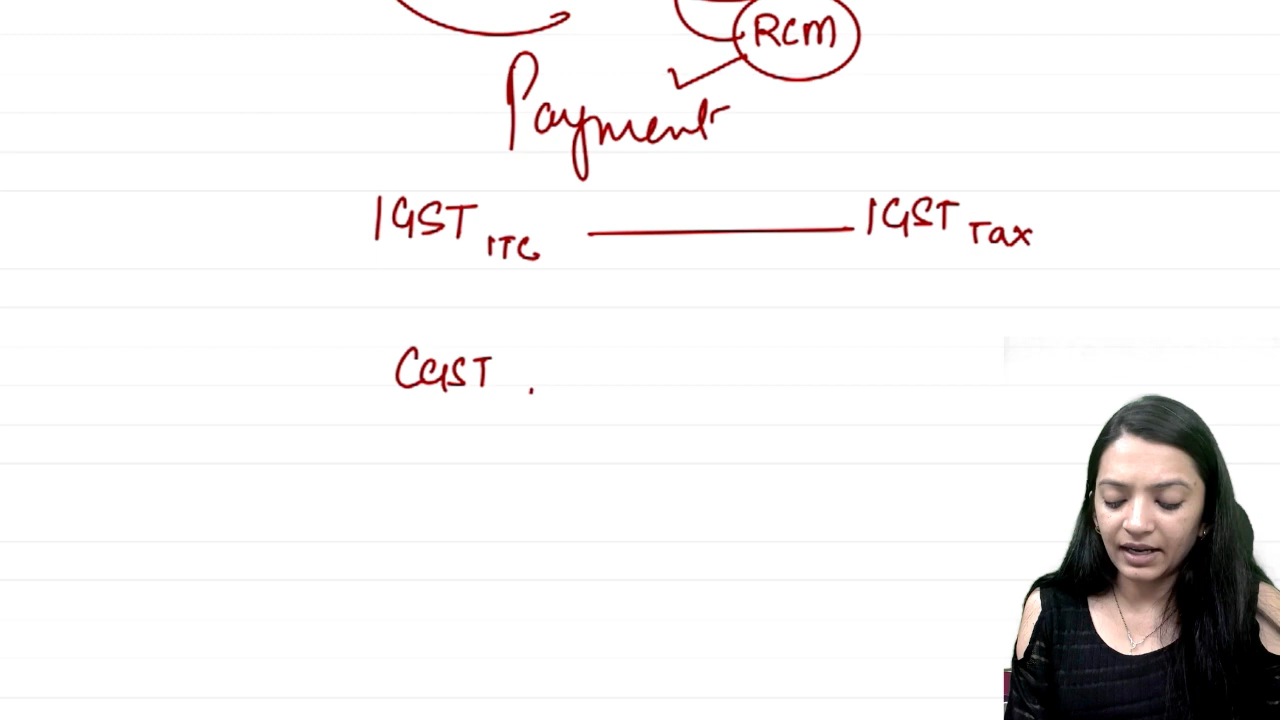 RCM
Payment
IGST ITC ——— IGST Tax
CGST .